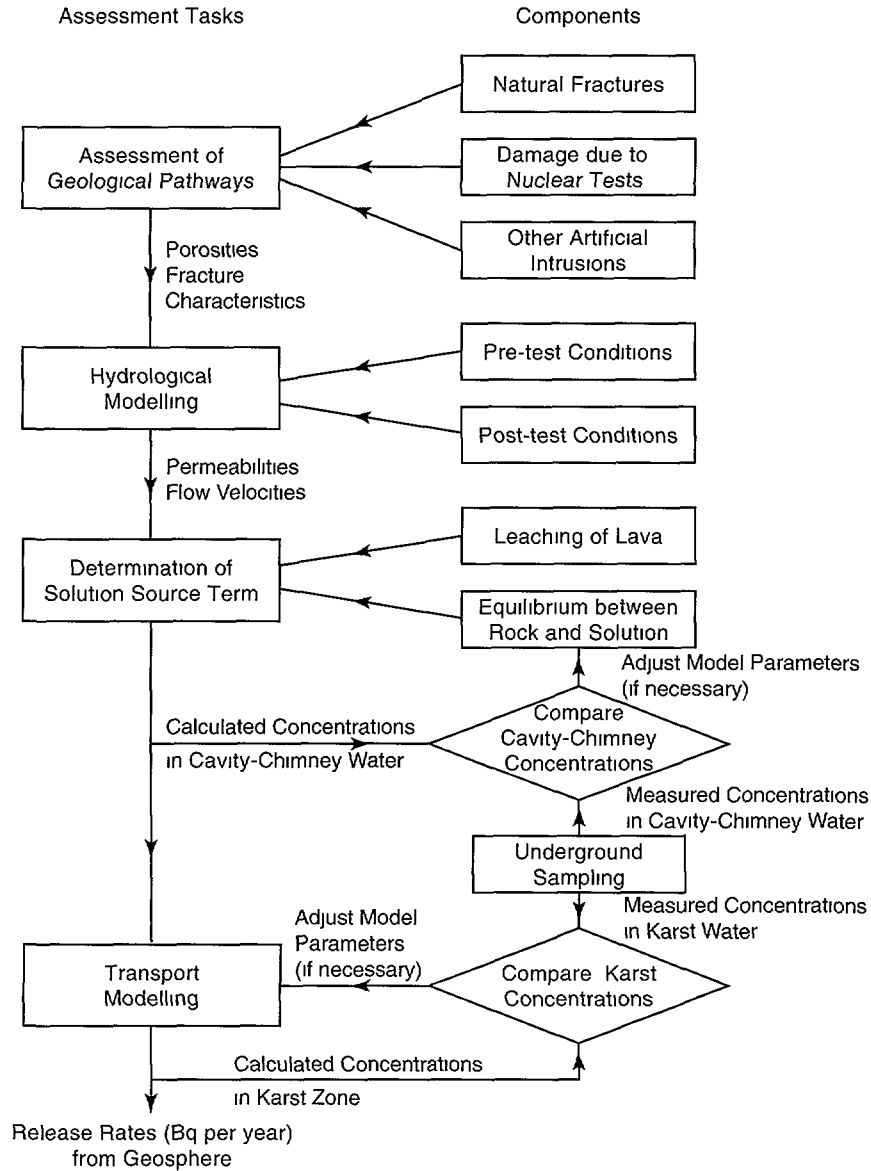 Assessment Tasks
Components
Natural Fractures
Assessment of
Geological Pathways
Damage due to
Nuclear Tests
Other Artificial
Intrusions
Porosities
Fracture
Characteristics
Pre-test Conditions
Hydrological
Modelling
Post-test Conditions
Permeabilities
Flow Velocities
Leaching of Lava
Determination of
Solution Source Term
Equilibrium between
Rock and Solution
Adjust Model Parameters
(if necessary)
Calculated Concentrations
in Cavity-Chimney Water
Compare
Cavity-Chimney
Concentrations
Measured Concentrations
in Cavity-Chimney Water
Underground
Sampling
Measured Concentrations
in Karst Water
Adjust Model
Parameters
(if necessary)
Transport
Modelling
Compare Karst
Concentrations
Calculated Concentrations
in Karst Zone
Release Rates (Bq per year)
from Geosphere